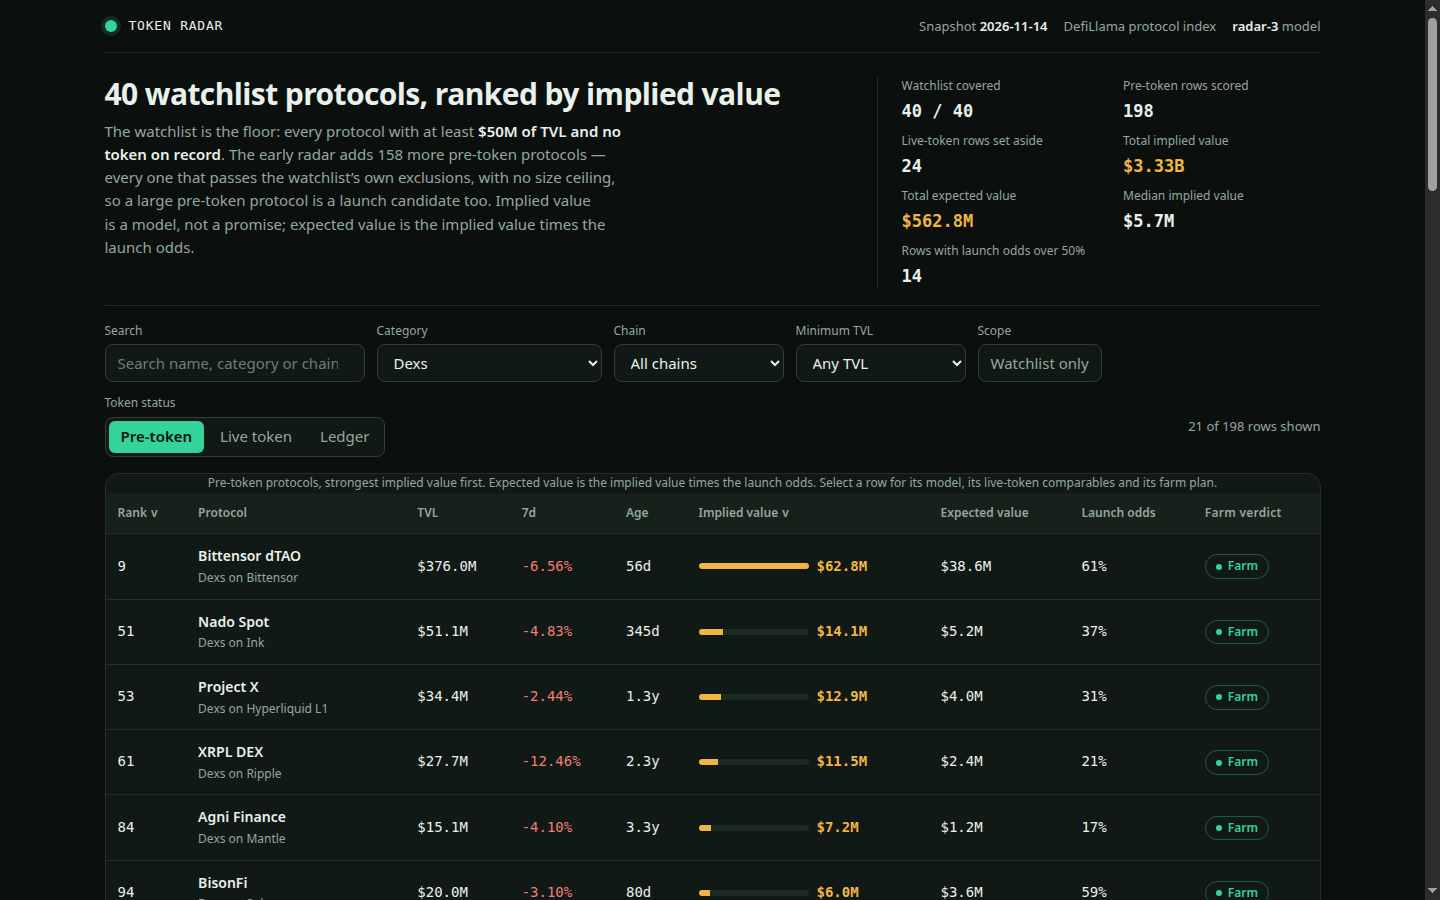 TOKEN RADAR
Snapshot 2026-11-14 DefiLlama protocol index radar-3 model
40 watchlist protocols, ranked by implied value
The watchlist is the floor: every protocol with at least $50M of TVL and no
token on record. The early radar adds 158 more pre-token protocols —
every one that passes the watchlist’s own exclusions, with no size ceiling,
so a large pre-token protocol is a launch candidate too. Implied value
is a model, not a promise; expected value is the implied value times the
launch odds.
Watchlist covered
40 / 40
Pre-token rows scored
198
Live-token rows set aside
24
Total implied value
$3.33B
Total expected value
$562.8M
Median implied value
$5.7M
Rows with launch odds over 50%
14
Search
Category
Chain
Minimum TVL
Scope
Search name, category or chain
Dexs
All chains
Any TVL
Watchlist only
Token status
Pre-token Live token Ledger
21 of 198 rows shown
Pre-token protocols, strongest implied value first. Expected value is the implied value times the launch odds. Select a row for its model, its live-token comparables and its farm plan.
Rank v Protocol TVL 7d Age Implied value v Expected value Launch odds Farm verdict
9 Bittensor dTAO $376.0M -6.56% 56d $62.8M $38.6M 61% Farm
Dexs on Bittensor
51 Nado Spot $51.1M -4.83% 345d $14.1M $5.2M 37% Farm
Dexs on Ink
53 Project X $34.4M -2.44% 1.3y $12.9M $4.0M 31% Farm
Dexs on Hyperliquid L1
61 XRPL DEX $27.7M -12.46% 2.3y $11.5M $2.4M 21% Farm
Dexs on Ripple
84 Agni Finance $15.1M -4.10% 3.3y $7.2M $1.2M 17% Farm
Dexs on Mantle
94 BisonFi $20.0M -3.10% 80d $6.0M $3.6M 59% Farm